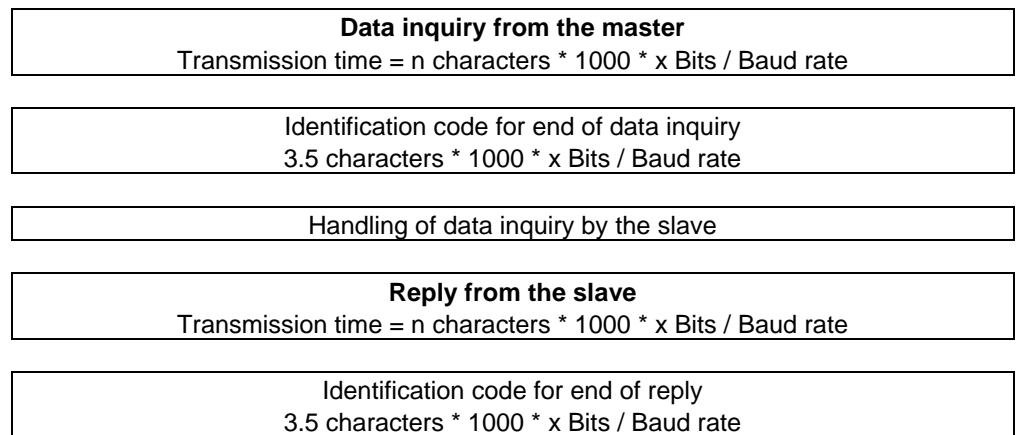 Data inquiry from the master
Transmission time = n characters * 1000 * x Bits / Baud rate
Identification code for end of data inquiry
3.5 characters * 1000 * x Bits / Baud rate
Handling of data inquiry by the slave
Reply from the slave
Transmission time = n characters * 1000 * x Bits / Baud rate
Identification code for end of reply
3.5 characters * 1000 * x Bits / Baud rate